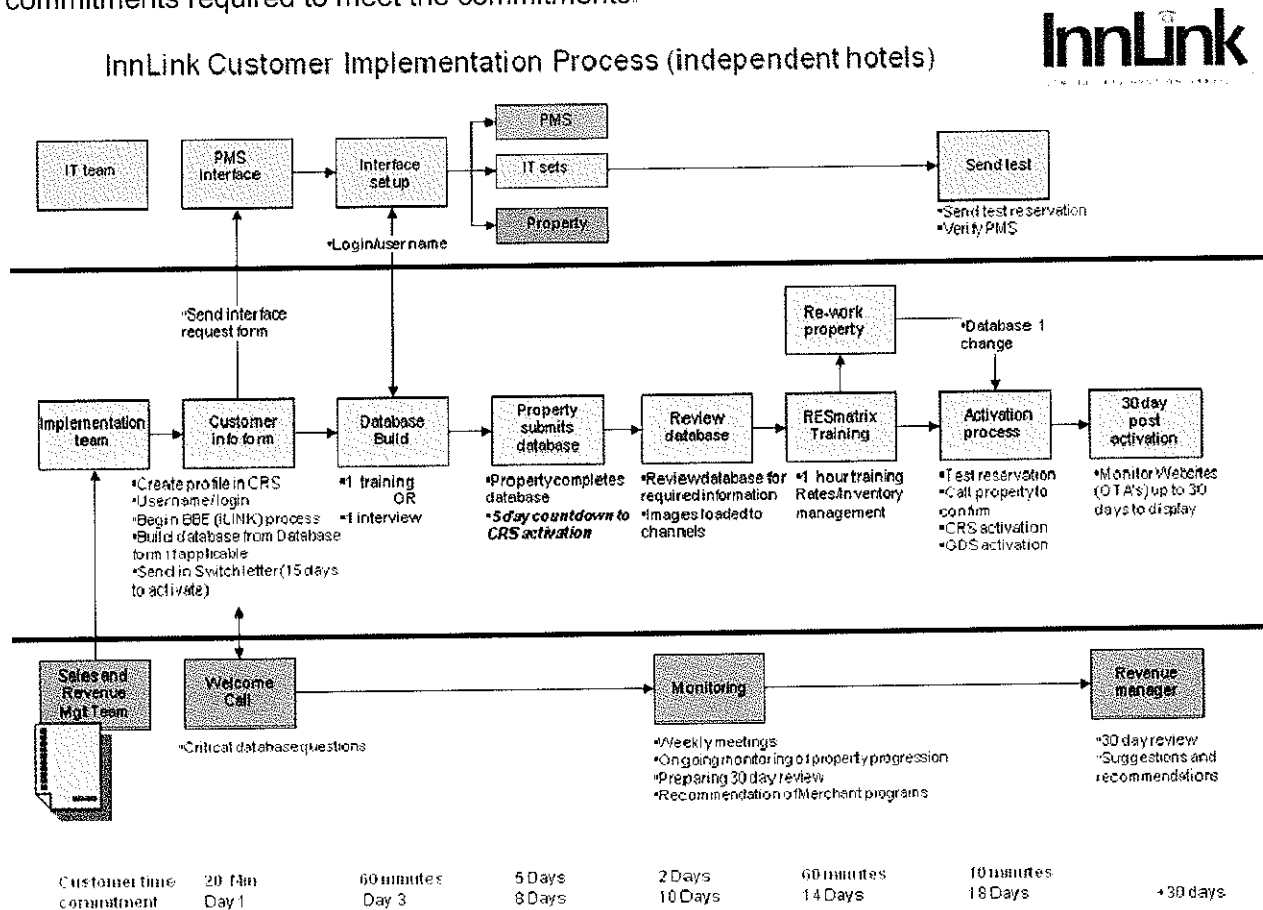 commitments required to meet the commitments.
InnLink Customer Implementation Process (independent hotels)
InnLink
IT team
PMS
Interface
Interface
set up
PMS
IT sets
Property
Send test
•Send test reservation
•Verify PMS
•Login/username
•Send interface
request form
Re-work
property
•Database 1
change
Implementation
team
Customer
info form
Database
Build
Property
submits
database
Review
database
RESmatrix
Training
Activation
process
30 day
post
activation
•Create profile in CRS
•Username/login
•Begin BBE (iLINK) process
•Build database from Database
form if applicable
•Send in Switch letter (15 days
to activate)
•1 training
OR
•1 interview
•Property completes
database
•5 day countdown to
CRS activation
•Review database for
required information
•Images loaded to
channels
•1 hour training
Rates/Inventory
management
•Test reservation
•Call property to
confirm
•CRS activation
•GDS activation
•Monitor Websites
(OTA's) up to 30
days to display
Sales and
Revenue
Mgt Team
Welcome
Call
Monitoring
Revenue
manager
•Critical database questions
•Weekly meetings
•Ongoing monitoring of property progression
•Preparing 30 day review
•Recommendation of Merchant programs
•30 day review
•Suggestions and
recommendations
Customer time 20 Min 60 minutes 5 Days 2 Days 60 minutes 10 minutes
commitment Day 1 Day 3 8 Days 10 Days 14 Days 18 Days +30 days